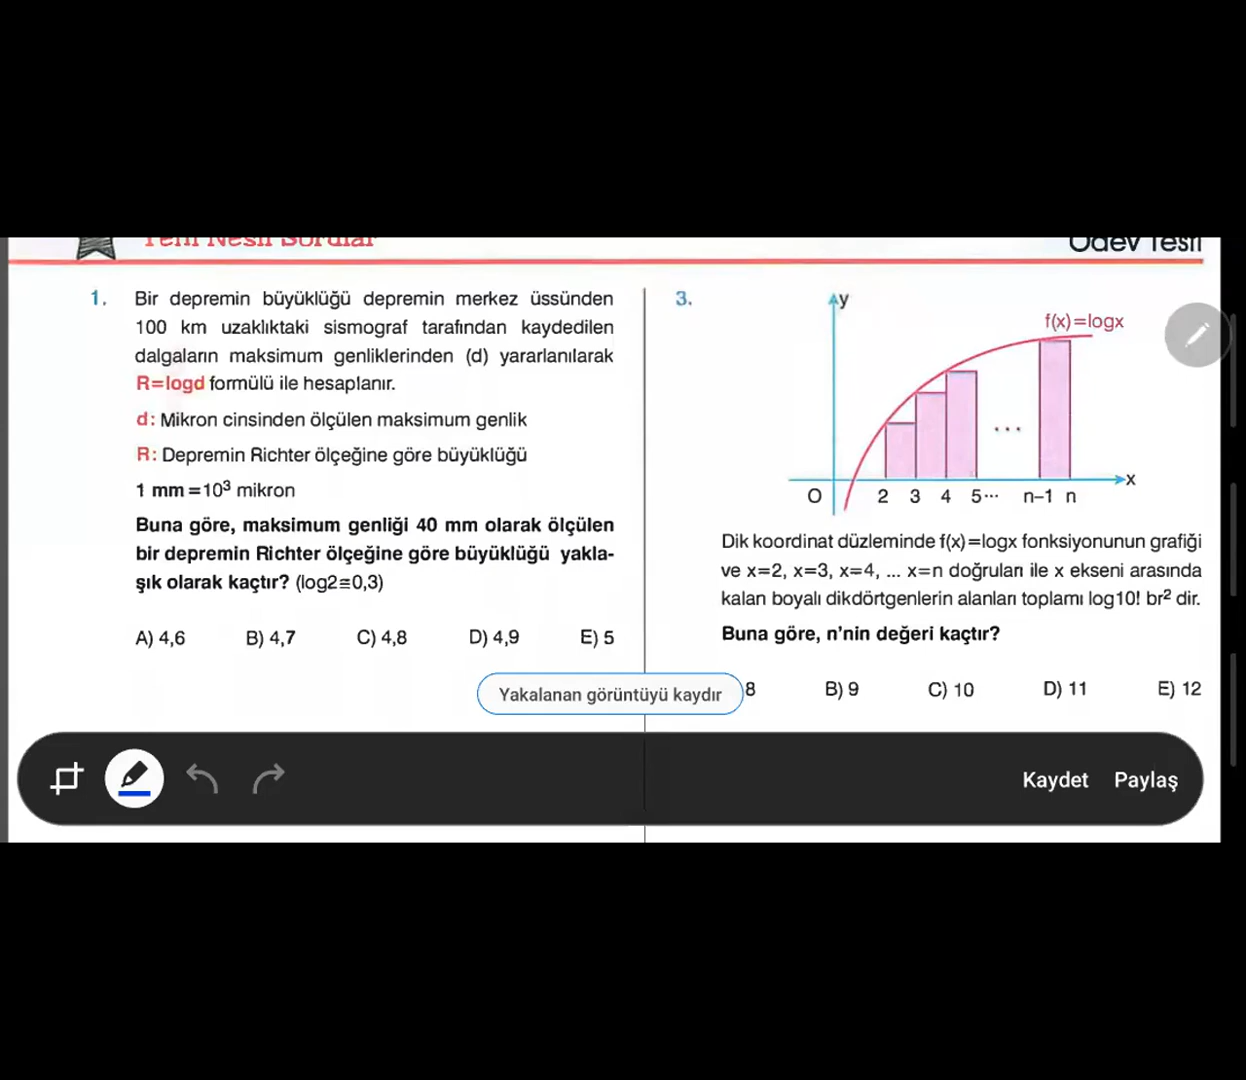 Yeni Nesil Sorular
Ödev Testi
1. Bir depremin büyüklüğü depremin merkez üssünden
100 km uzaklıktaki sismograf tarafından kaydedilen
dalgaların maksimum genliklerinden (d) yararlanılarak
R=logd formülü ile hesaplanır.
d: Mikron cinsinden ölçülen maksimum genlik
R: Depremin Richter ölçeğine göre büyüklüğü
1 mm = 10³ mikron
Buna göre, maksimum genliği 40 mm olarak ölçülen
bir depremin Richter ölçeğine göre büyüklüğü yakla-
şık olarak kaçtır? (log2≅0,3)
A) 4,6 B) 4,7 C) 4,8 D) 4,9 E) 5
3.
y
f(x)=logx
...
x
O 2 3 4 5... n–1 n
Dik koordinat düzleminde f(x)=logx fonksiyonunun grafiği
ve x=2, x=3, x=4, ... x=n doğruları ile x ekseni arasında
kalan boyalı dikdörtgenlerin alanları toplamı log10! br² dir.
Buna göre, n'nin değeri kaçtır?
8 B) 9 C) 10 D) 11 E) 12
Yakalanan görüntüyü kaydır
Kaydet Paylaş